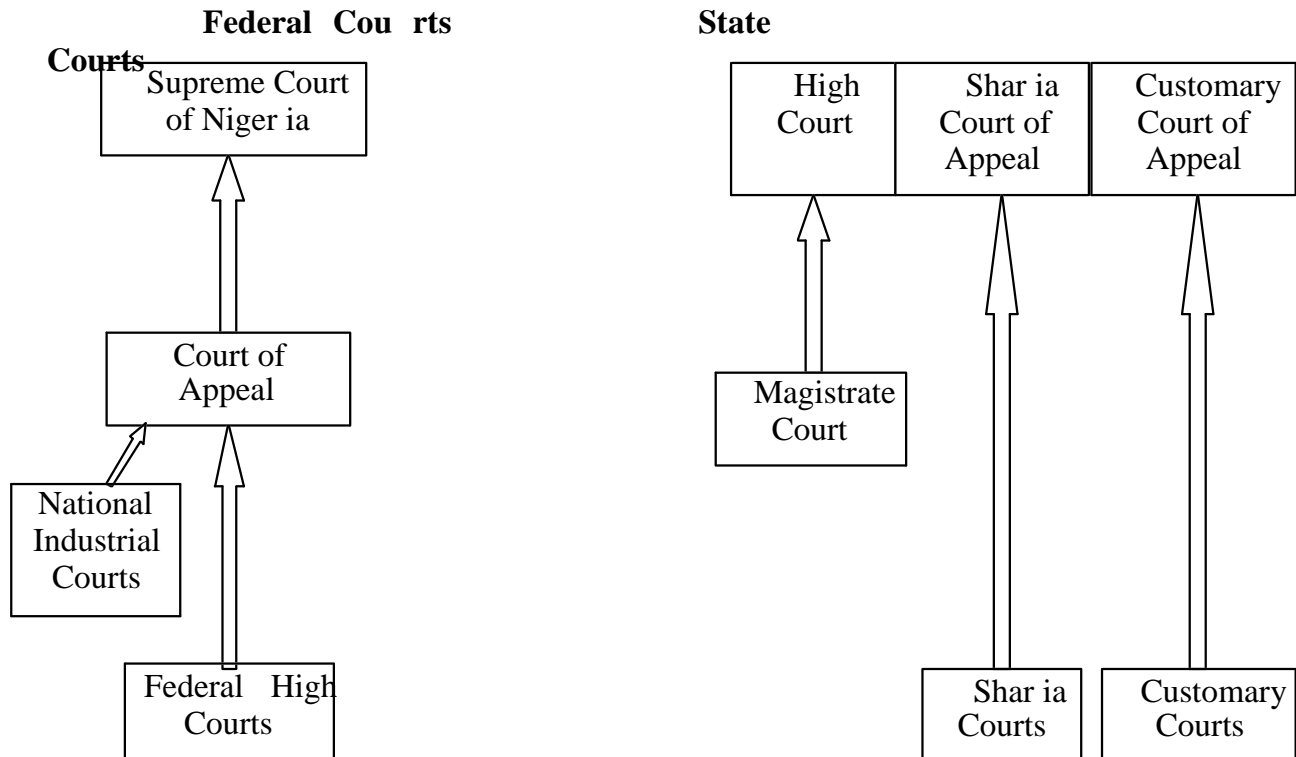 Federal Cou rts State
Courts
Supreme Court
of Niger ia
High
Court
Shar ia
Court of
Appeal
Customary
Court of
Appeal
Court of
Appeal
Magistrate
Court
National
Industrial
Courts
Federal High
Courts
Shar ia
Courts
Customary
Courts